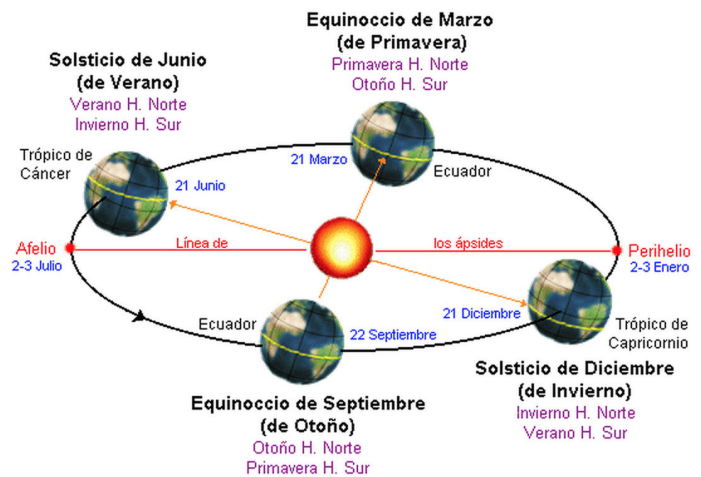 Equinoccio de Marzo
(de Primavera)
Primavera H. Norte
Otoño H. Sur
Solsticio de Junio
(de Verano)
Verano H. Norte
Invierno H. Sur
Trópico de
Cáncer
21 Junio
21 Marzo
Ecuador
Afelio
2-3 Julio
Línea de
los ápsides
Perihelio
2-3 Enero
Ecuador
22 Septiembre
21 Diciembre
Trópico de
Capricornio
Equinoccio de Septiembre
(de Otoño)
Otoño H. Norte
Primavera H. Sur
Solsticio de Diciembre
(de Invierno)
Invierno H. Norte
Verano H. Sur